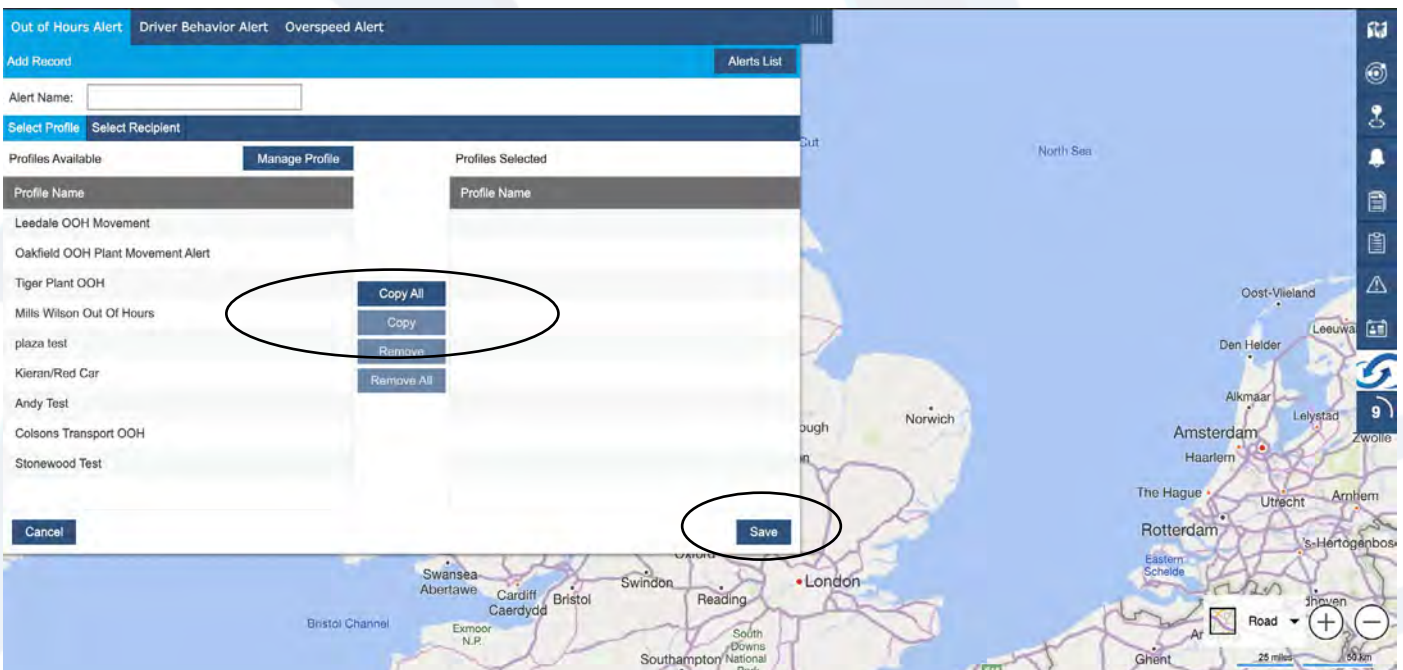 Out of Hours Alert Driver Behavior Alert Overspeed Alert
Add Record Alerts List
Alert Name:
Select Profile Select Recipient
Profiles Available Manage Profile Profiles Selected
Profile Name Profile Name
Leedale OOH Movement
Oakfield OOH Plant Movement Alert
Tiger Plant OOH
Mills Wilson Out Of Hours
plaza test
Kieran/Red Car
Andy Test
Colsons Transport OOH
Stonewood Test
Copy All
Copy
Remove
Remove All
Cancel Save
North Sea
Oost-Vlieland
Den Helder
Alkmaar
Lelystad
9
Norwich
Amsterdam
Zwolle
Haarlem
The Hague
Utrecht
Arnhem
Rotterdam
Eastern
Schelde
Swansea
Abertawe
Cardiff
Caerdydd
Bristol
Swindon
Reading
London
Bristol Channel
Exmoor
N.P.
South
Downs
National
Southampton
Ghent
Road
25 miles
50 km